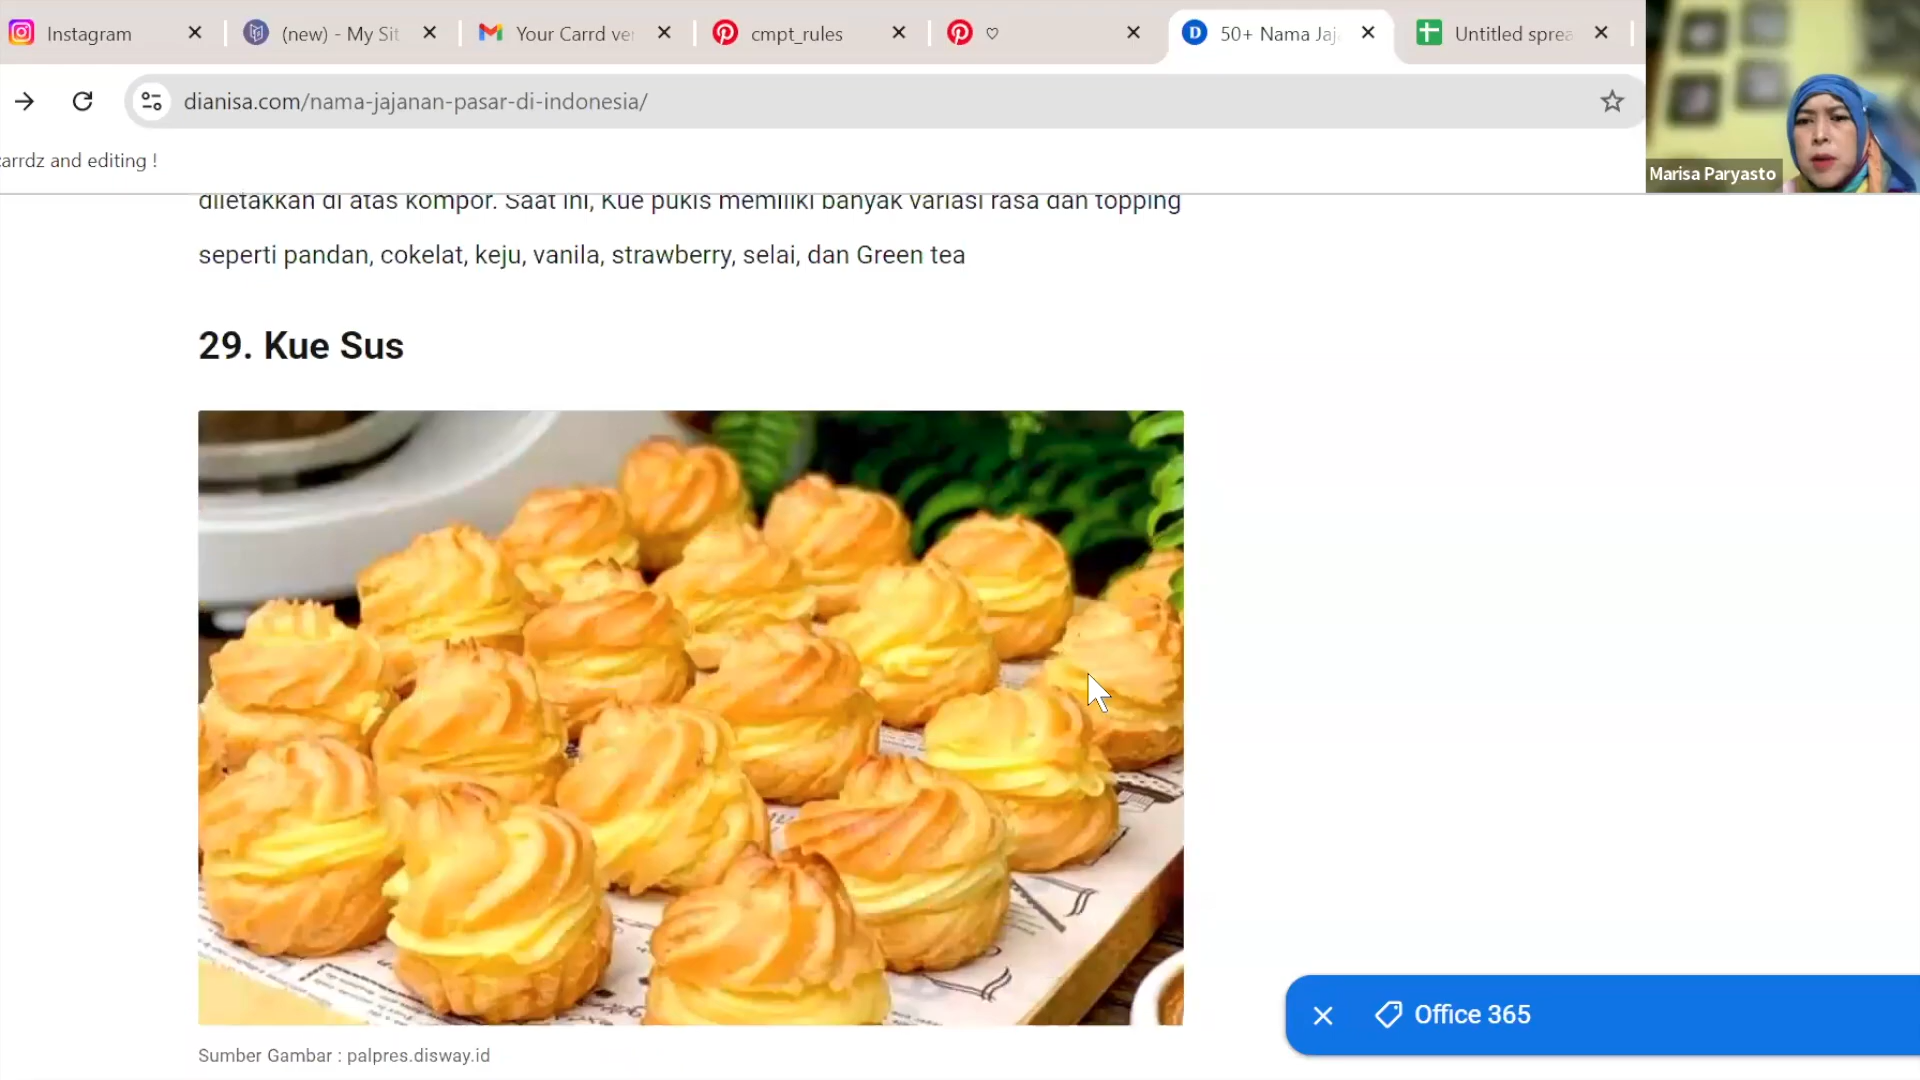 Instagram
(new) - My Sit
Your Carrd ve
cmpt_rules
♡
50+ Nama Jaj
Untitled sprea
dianisa.com/nama-jajanan-pasar-di-indonesia/
carrdz and editing !
Marisa Paryasto
diletakkan di atas kompor. Saat ini, Kue pukis memiliki banyak variasi rasa dan topping
seperti pandan, cokelat, keju, vanila, strawberry, selai, dan Green tea
29. Kue Sus
Office 365
Sumber Gambar : palpres.disway.id